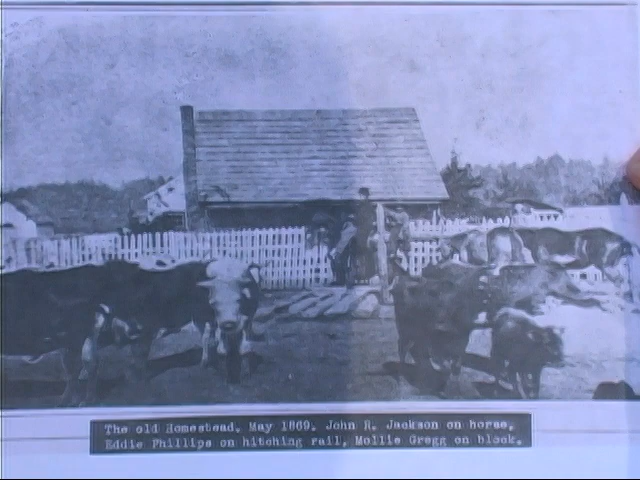 The old Homestead, May 1869. John R. Jackson on horse,
Eddie Phillips on hitching rail, Mollie Gregg on block.